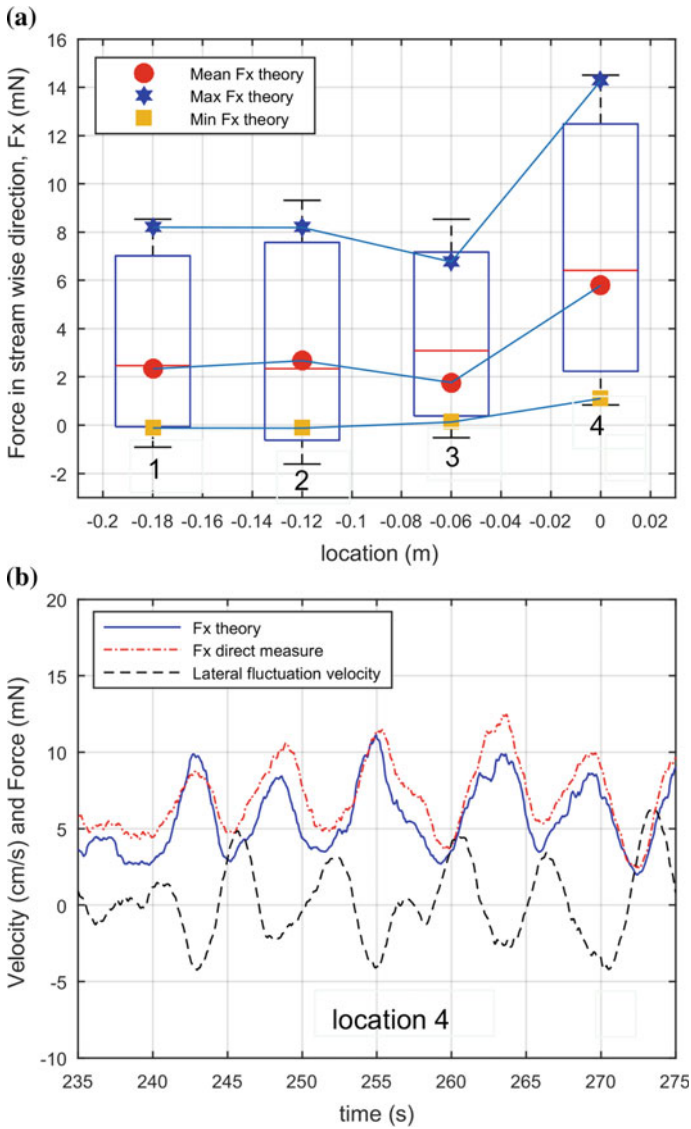 (a)
16
14
12
10
8
6
4
2
0
-2
Force in stream wise direction, Fx (mN)
Mean Fx theory
Max Fx theory
Min Fx theory
1
2
3
4
-0.2 -0.18 -0.16 -0.14 -0.12 -0.1 -0.08 -0.06 -0.04 -0.02 0 0.02
location (m)
(b)
20
15
10
5
0
-5
-10
Velocity (cm/s) and Force (mN)
Fx theory
Fx direct measure
Lateral fluctuation velocity
location 4
235 240 245 250 255 260 265 270 275
time (s)